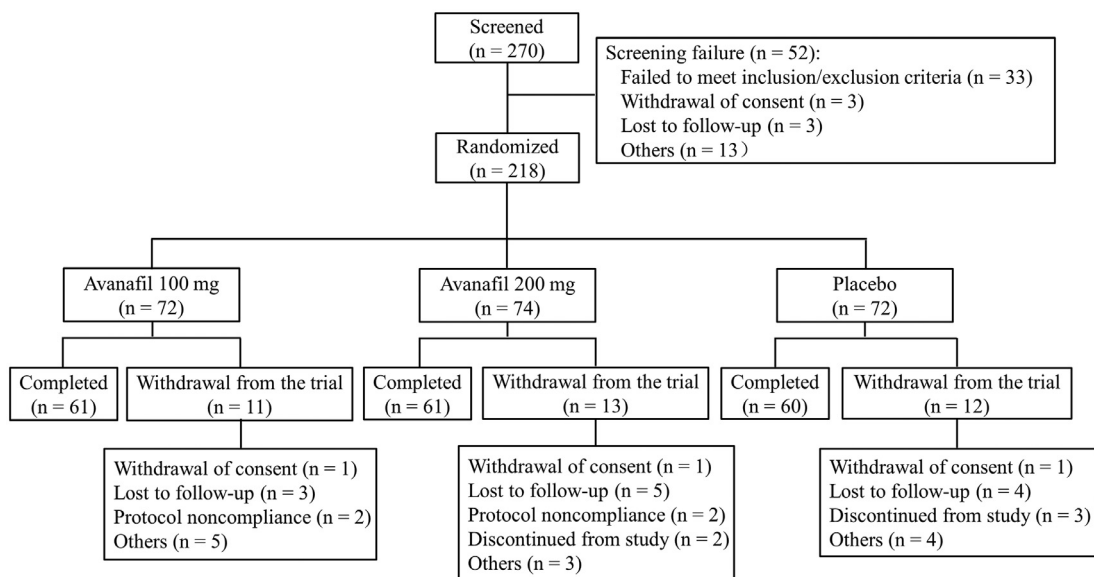 Screened
(n = 270)
Screening failure (n = 52):
Failed to meet inclusion/exclusion criteria (n = 33)
Withdrawal of consent (n = 3)
Lost to follow-up (n = 3)
Others (n = 13)
Randomized
(n = 218)
Avanafil 100 mg
(n = 72)
Avanafil 200 mg
(n = 74)
Placebo
(n = 72)
Completed
(n = 61)
Withdrawal from the trial
(n = 11)
Completed
(n = 61)
Withdrawal from the trial
(n = 13)
Completed
(n = 60)
Withdrawal from the trial
(n = 12)
Withdrawal of consent (n = 1)
Lost to follow-up (n = 3)
Protocol noncompliance (n = 2)
Others (n = 5)
Withdrawal of consent (n = 1)
Lost to follow-up (n = 5)
Protocol noncompliance (n = 2)
Discontinued from study (n = 2)
Others (n = 3)
Withdrawal of consent (n = 1)
Lost to follow-up (n = 4)
Discontinued from study (n = 3)
Others (n = 4)